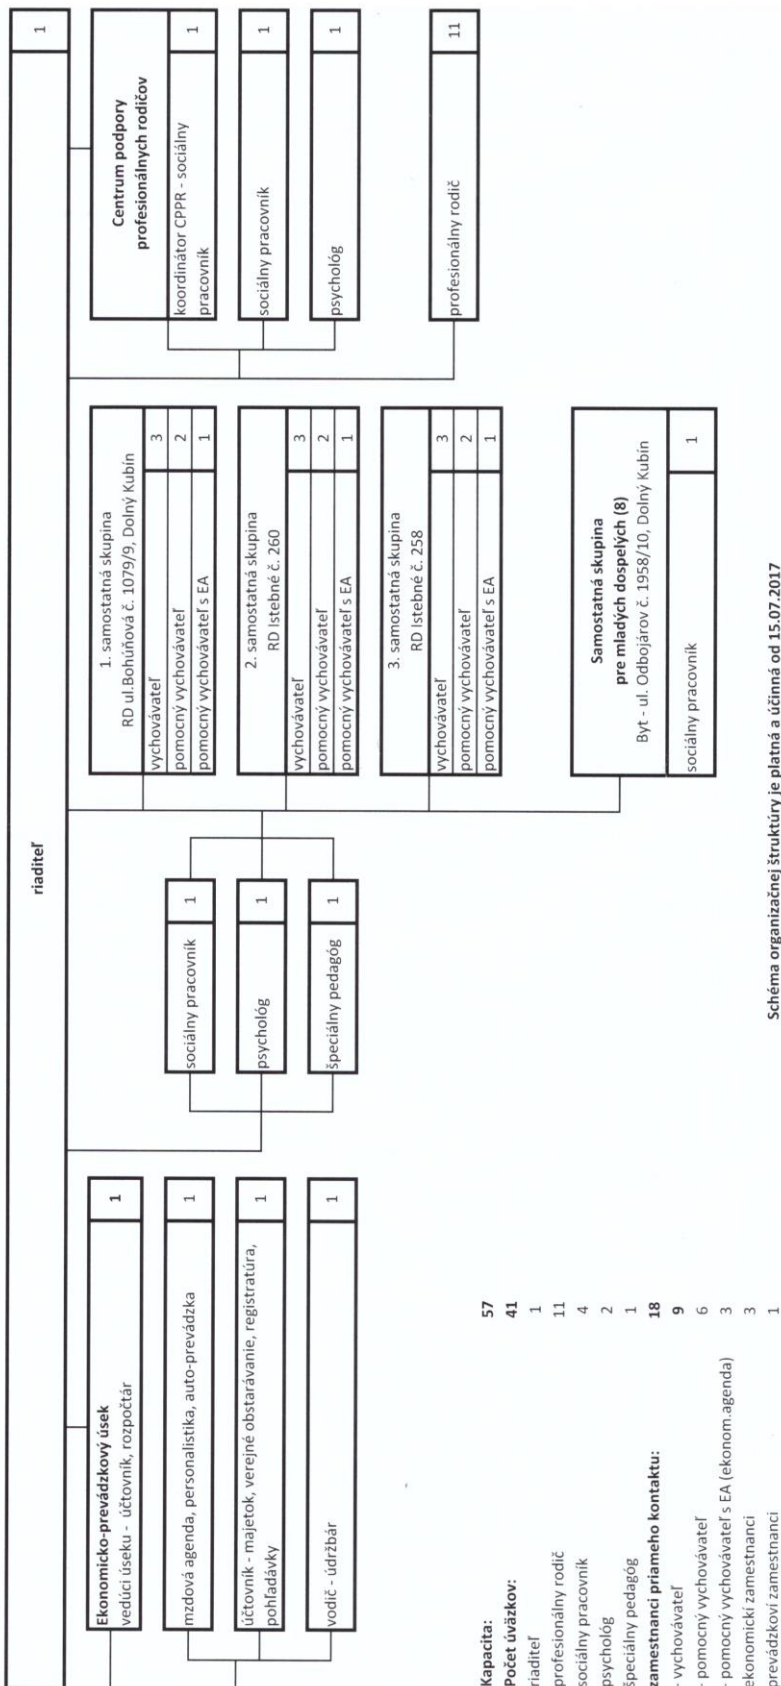 riaditeľ 1
Ekonomicko-prevádzkový úsek
vedúci úseku - účtovník, rozpočtár 1
mzdová agenda, personalistika, auto-prevádzka 1
účtovník - majetok, verejné obstarávanie, registratúra,
pohľadávky 1
vodič - údržbár 1
sociálny pracovník 1
psychológ 1
špeciálny pedagóg 1
1. samostatná skupina
RD ul.Bohúňová č. 1079/9, Dolný Kubín
vychovávateľ 3
pomocný vychovávateľ 2
pomocný vychovávateľ s EA 1
2. samostatná skupina
RD Istebné č. 260
vychovávateľ 3
pomocný vychovávateľ 2
pomocný vychovávateľ s EA 1
3. samostatná skupina
RD Istebné č. 258
vychovávateľ 3
pomocný vychovávateľ 2
pomocný vychovávateľ s EA 1
Samostatná skupina
pre mladých dospelých (8)
Byt - ul. Odbojárov č. 1958/10, Dolný Kubín
sociálny pracovník 1
Centrum podpory
profesionálnych rodičov
koordinátor CPPR - sociálny
pracovník 1
sociálny pracovník 1
psychológ 1
profesionálny rodič 11
Kapacita: 57
Počet úväzkov: 41
riaditeľ 1
profesionálny rodič 11
sociálny pracovník 4
psychológ 2
špeciálny pedagóg 1
zamestnanci priameho kontaktu: 18
- vychovávateľ 9
- pomocný vychovávateľ 6
- pomocný vychovávateľ s EA (ekonom.agenda) 3
ekonomickí zamestnanci 3
prevádzkoví zamestnanci 1
Schéma organizačnej štruktúry je platná a účinná od 15.07.2017